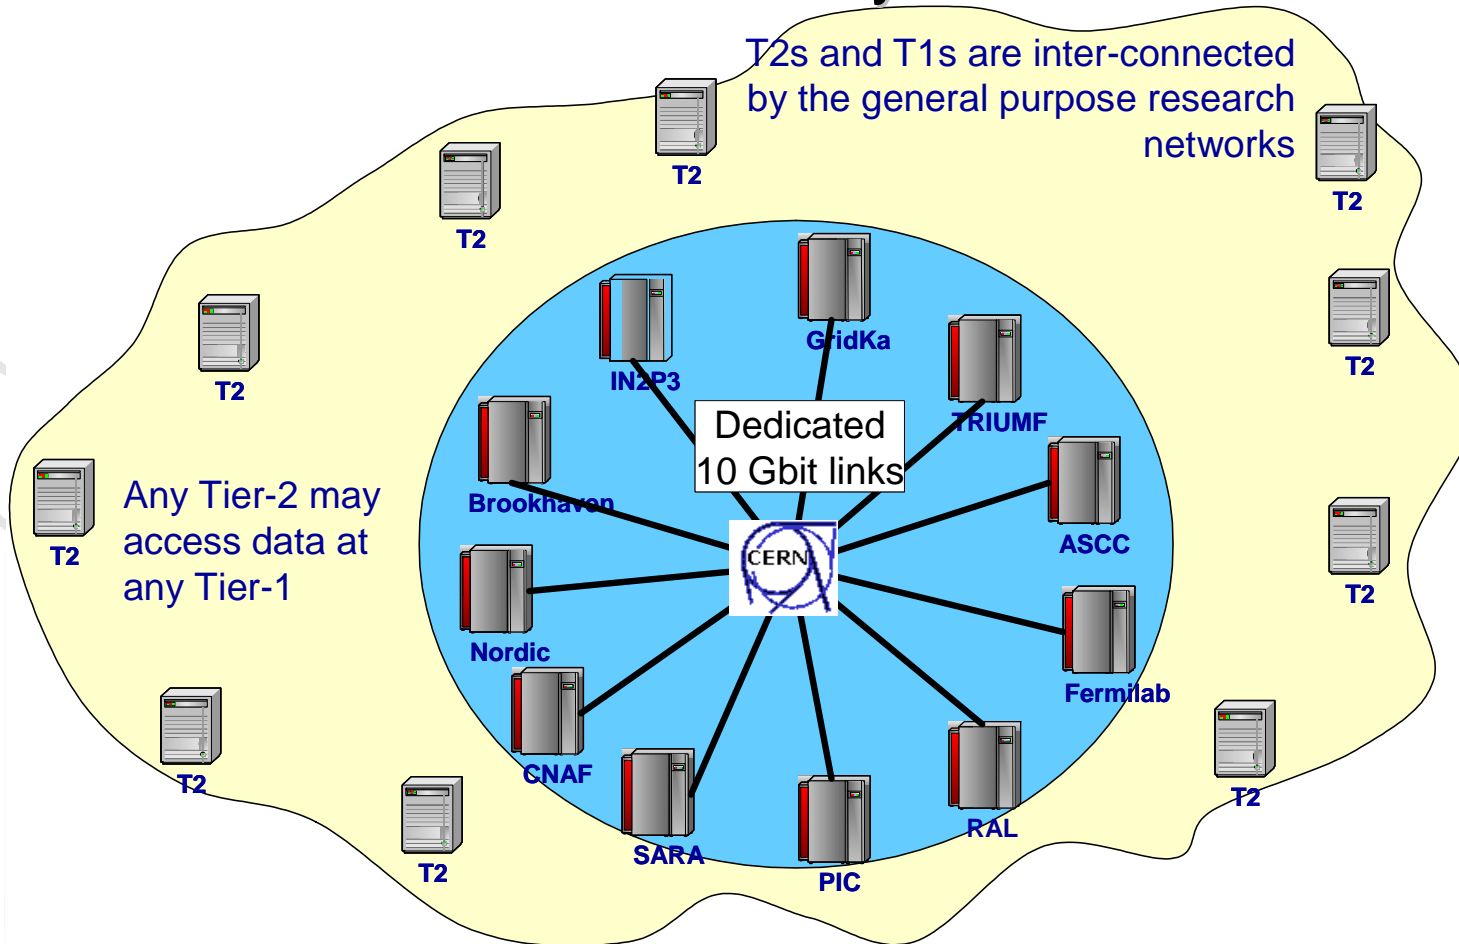 T2s and T1s are inter-connected
by the general purpose research
networks
T2
T2
T2
T2
T2
T2
T2
T2
T2
T2
T2
GridKa
IN2P3
TRIUMF
Dedicated
10 Gbit links
Brookhaven
ASCC
CERN
Any Tier-2 may
access data at
any Tier-1
Nordic
Fermilab
CNAF
SARA
PIC
RAL